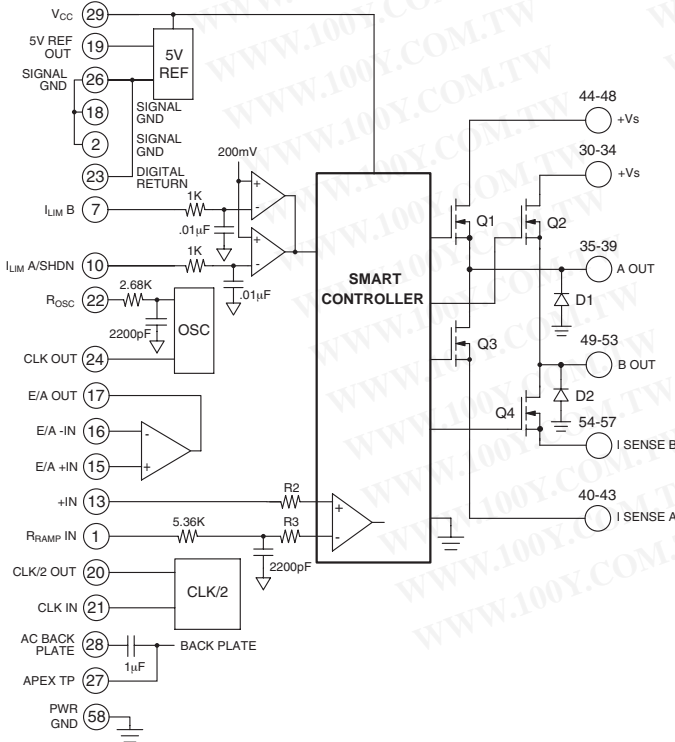 VCC 29
5V REF OUT 19
5V REF
SIGNAL GND 26
18 SIGNAL GND
2 SIGNAL GND
23 DIGITAL RETURN
200mV
ILIM B 7
1K
.01µF
+
-
+
-
ILIM A/SHDN 10
1K
.01µF
ROSC 22
2.68K
2200pF
OSC
CLK OUT 24
E/A OUT 17
E/A -IN 16
-
E/A +IN 15
+
+IN 13
R2
+
RRAMP IN 1
5.36K
R3
-
2200pF
CLK/2 OUT 20
CLK/2
CLK IN 21
AC BACK PLATE 28
1µF
BACK PLATE
APEX TP 27
PWR GND 58
SMART CONTROLLER
Q1
Q2
Q3
Q4
D1
D2
44-48
+Vs
30-34
+Vs
35-39
A OUT
49-53
B OUT
54-57
I SENSE B
40-43
I SENSE A
WWW.100Y.COM.TW